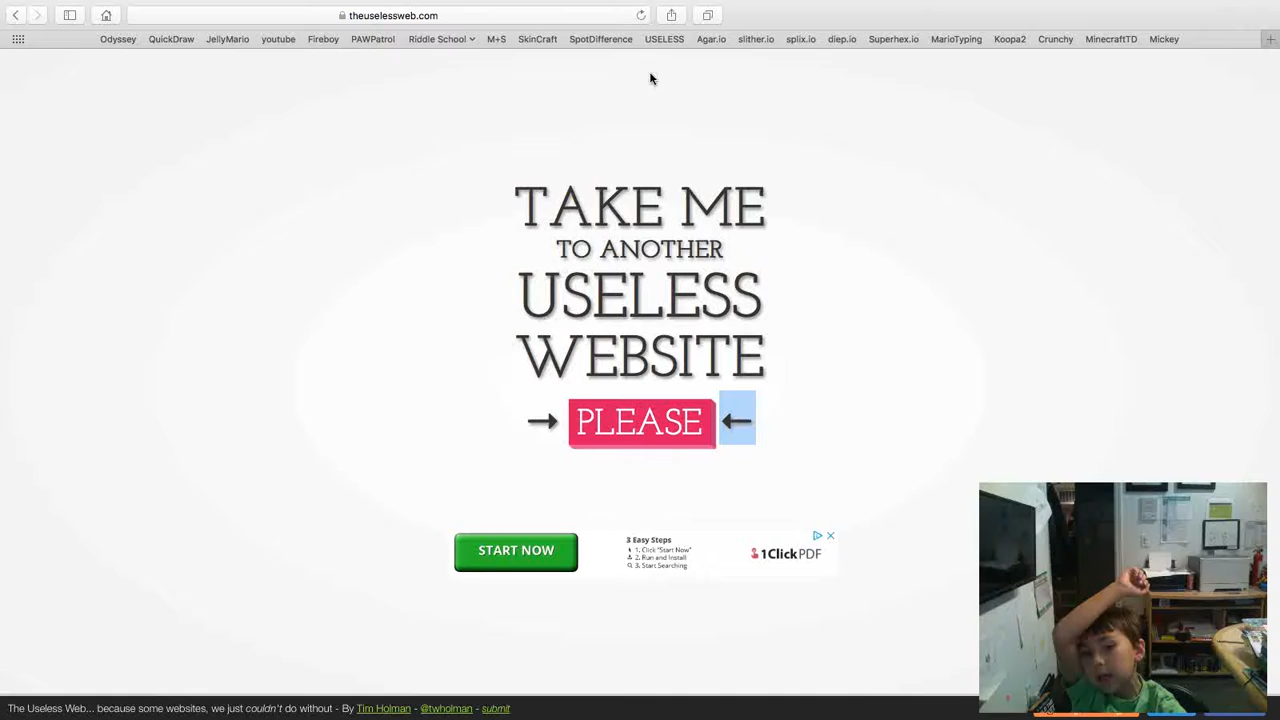 theuselessweb.com
Odyssey QuickDraw JellyMario youtube Fireboy PAWPatrol Riddle School M+S SkinCraft SpotDifference USELESS Agar.io slither.io splix.io diep.io Superhex.io MarioTyping Koopa2 Crunchy MinecraftTD Mickey
TAKE ME
TO ANOTHER
USELESS
WEBSITE
→ PLEASE ←
START NOW
3 Easy Steps
1. Click "Start Now"
2. Run and Install
3. Start Searching
1ClickPDF
The Useless Web... because some websites, we just couldn't do without - By Tim Holman - @twholman - submit